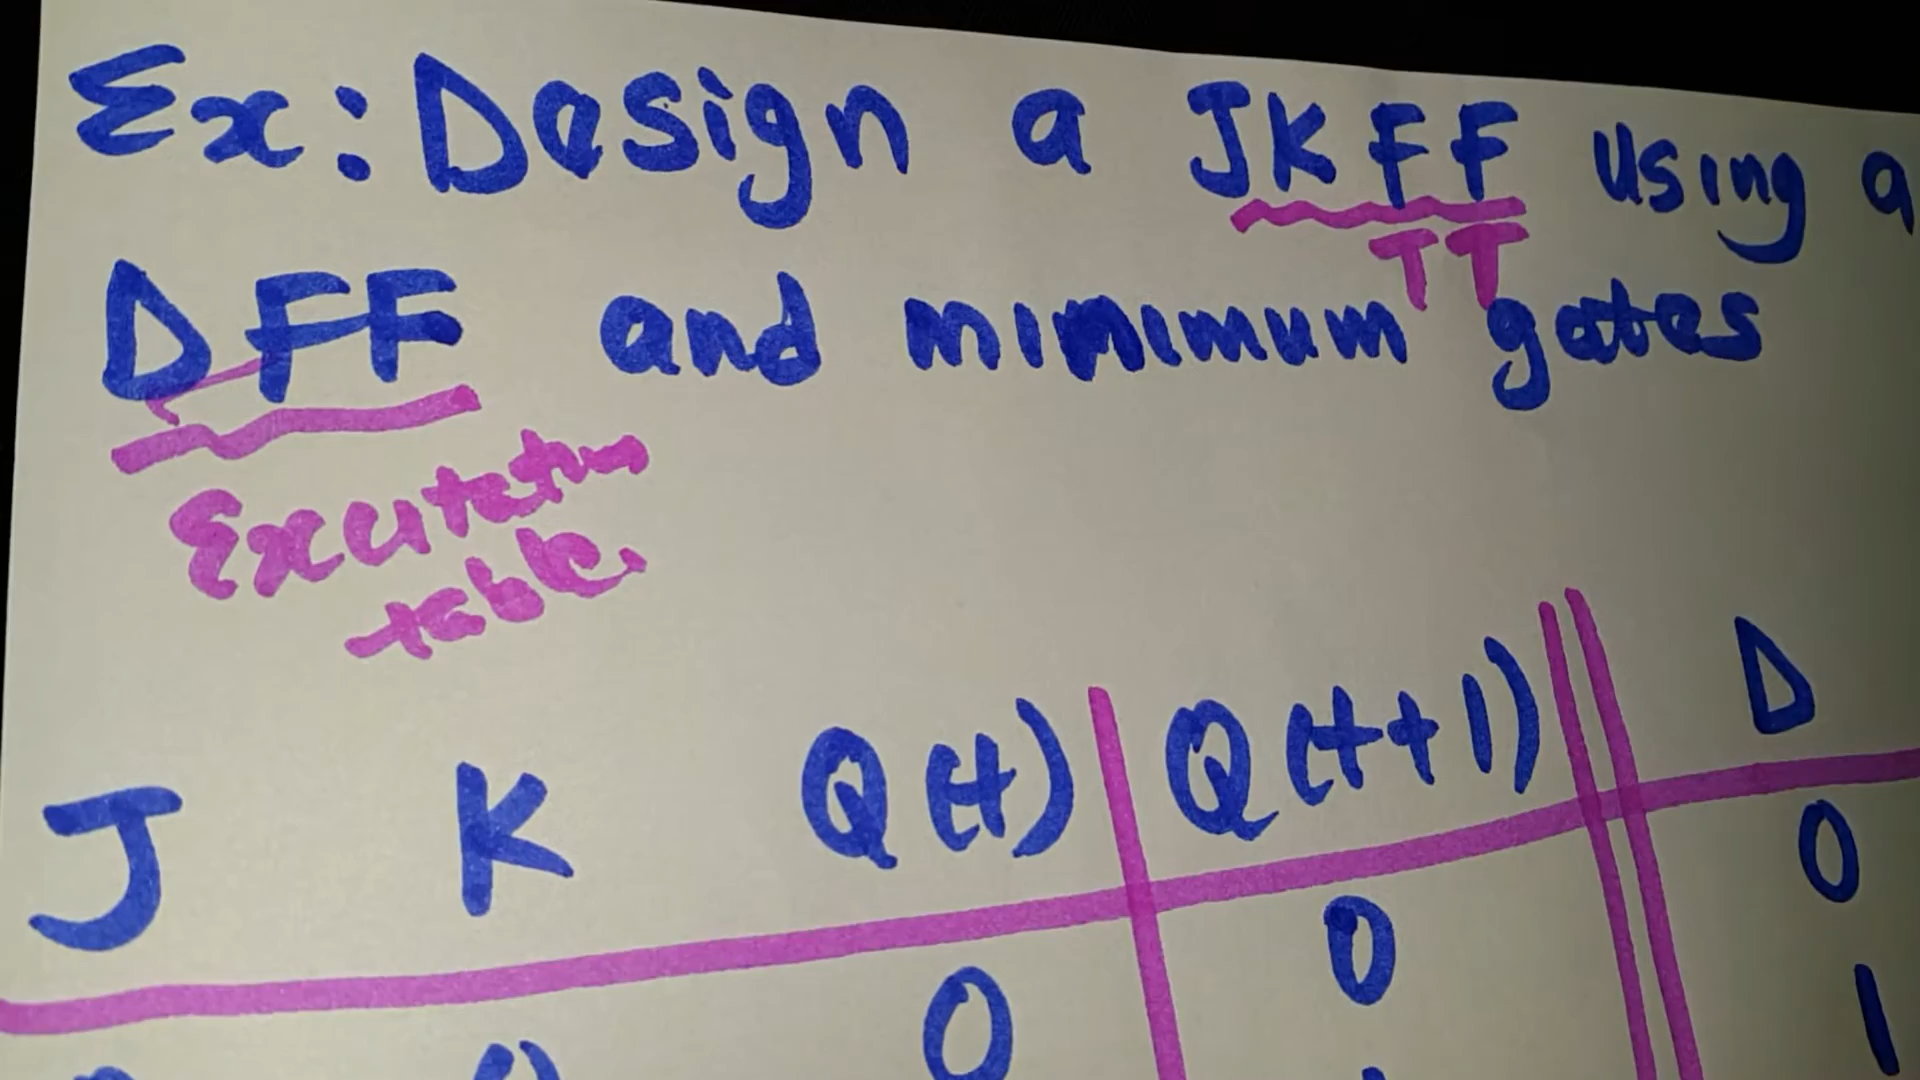 Ex: Design a JKFF using a
TT
DFF and minimum gates
Excitation
table.
J K Q(t) Q(t+1) D
0 0 0
1